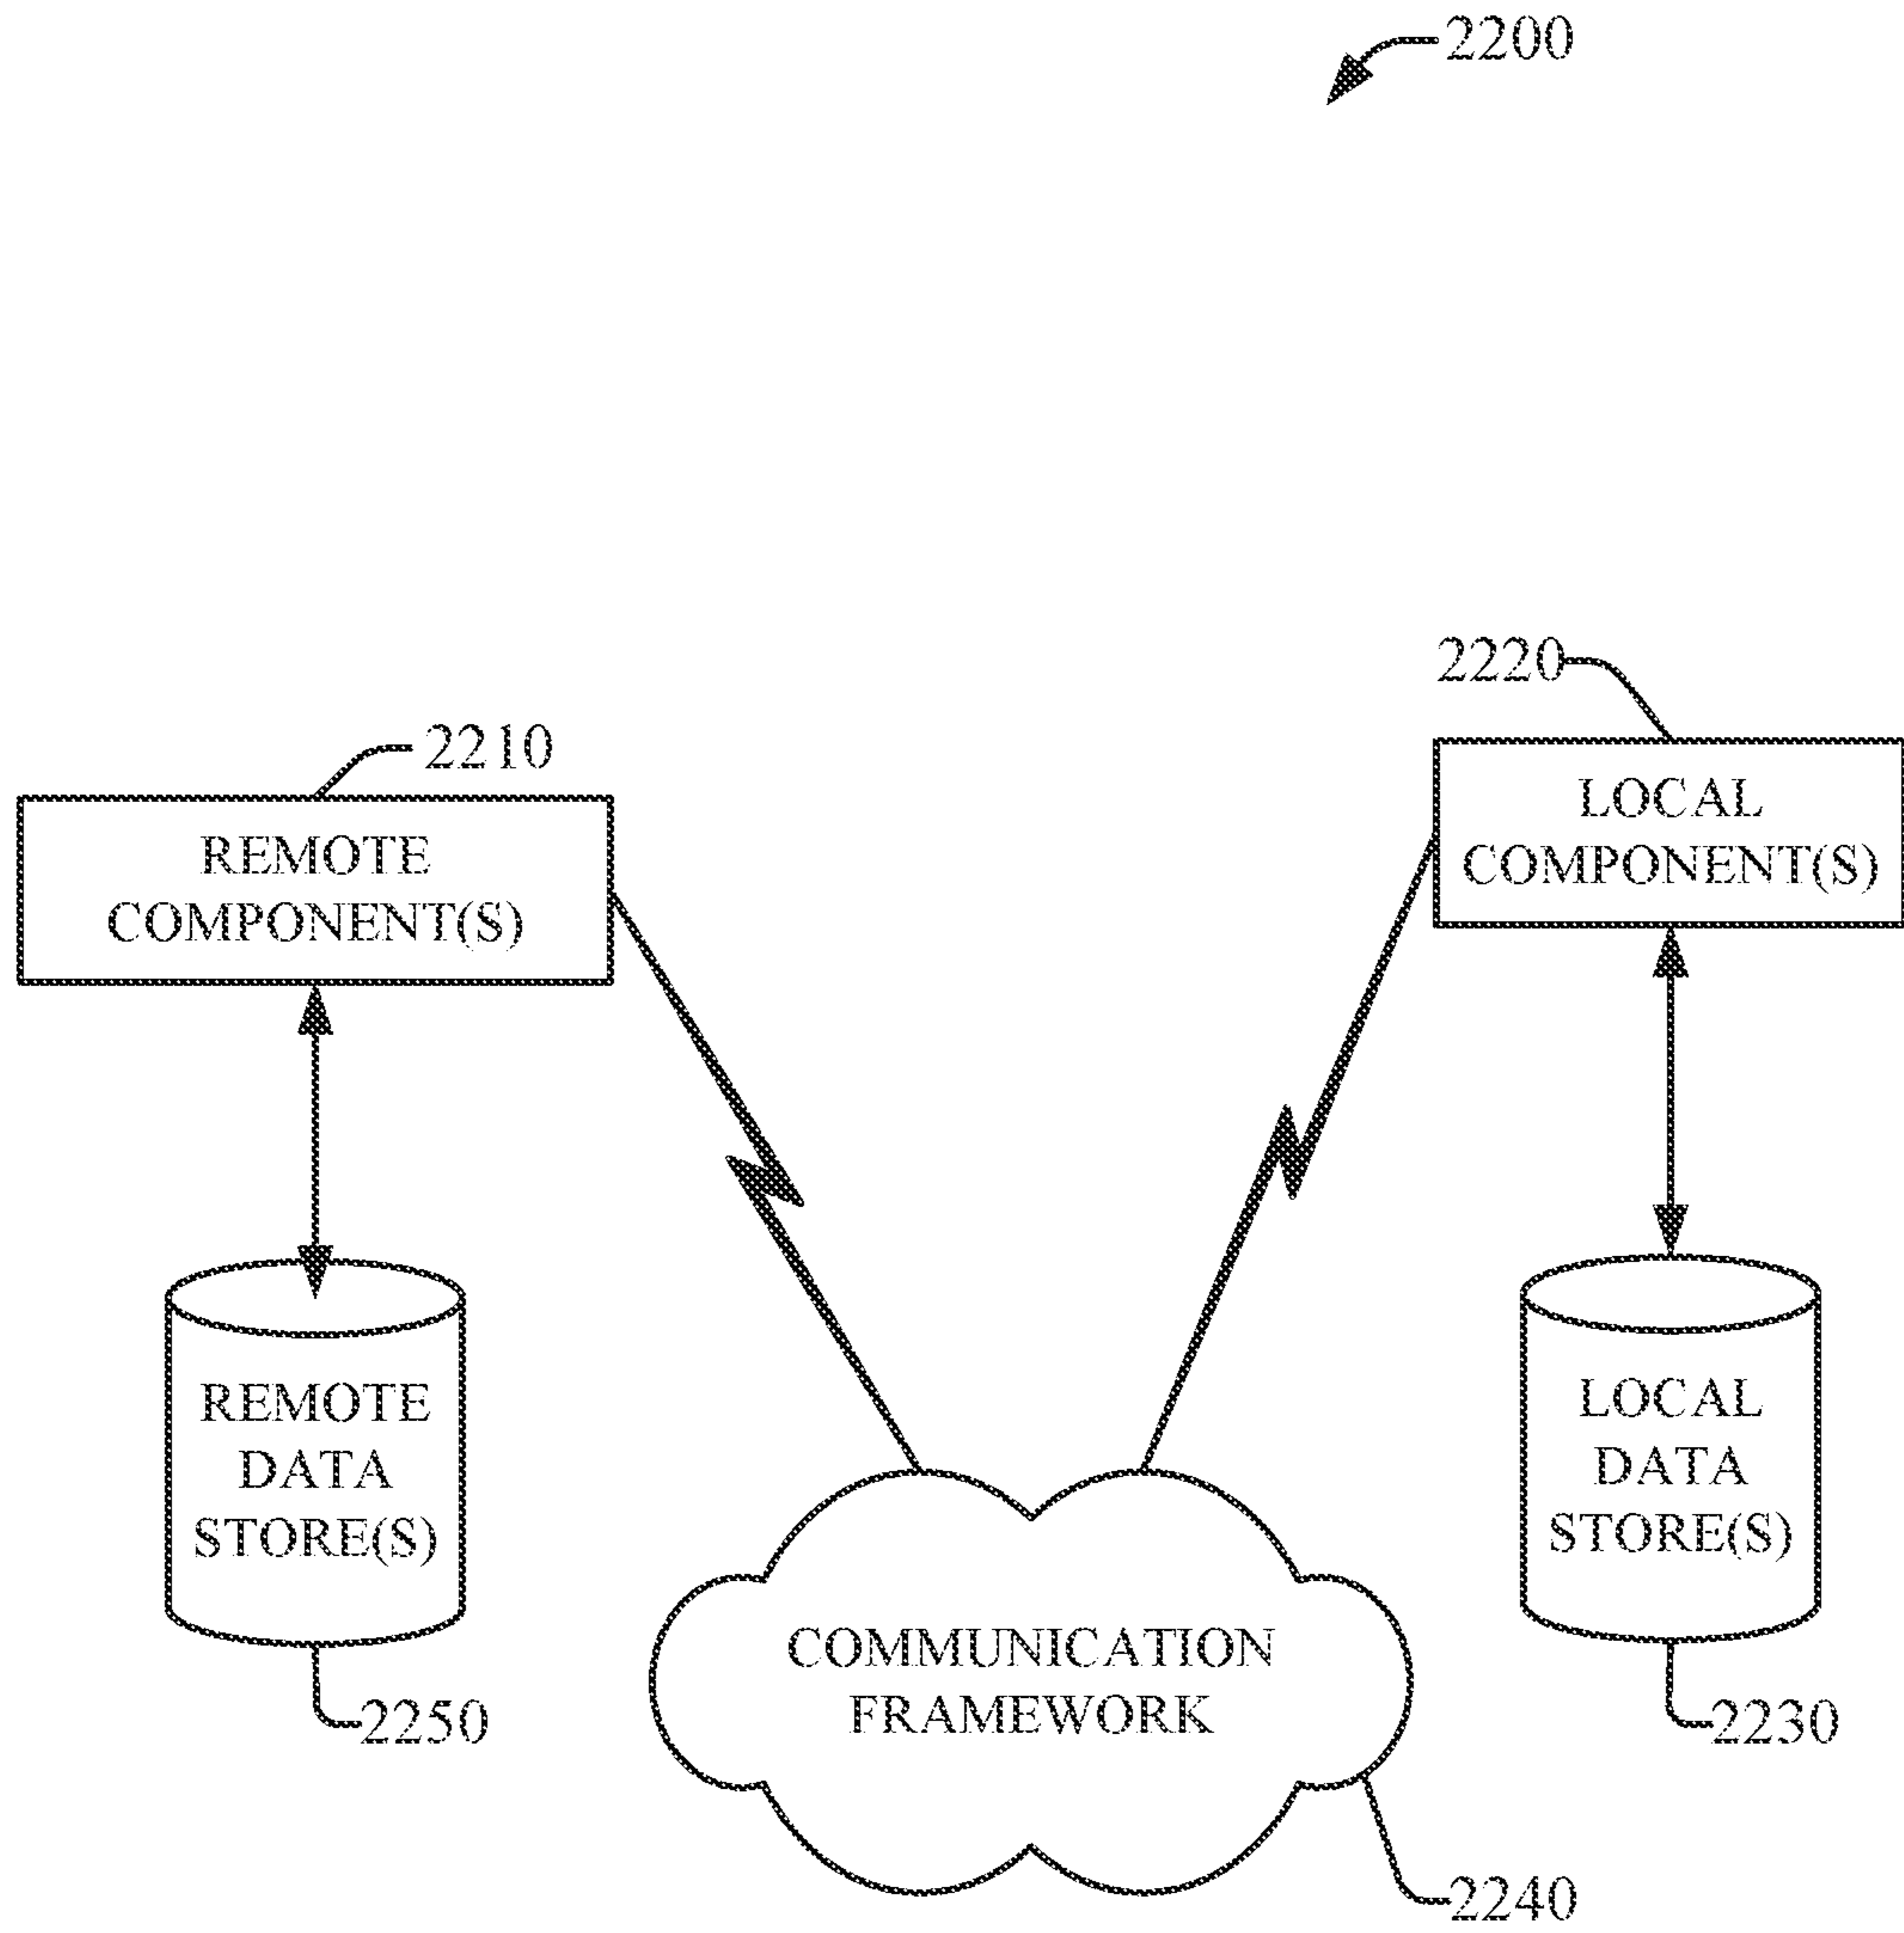 2200
2220
2210
LOCAL
COMPONENT(S)
REMOTE
COMPONENT(S)
REMOTE
DATA
STORE(S)
LOCAL
DATA
STORE(S)
COMMUNICATION
FRAMEWORK
2250
2230
2240